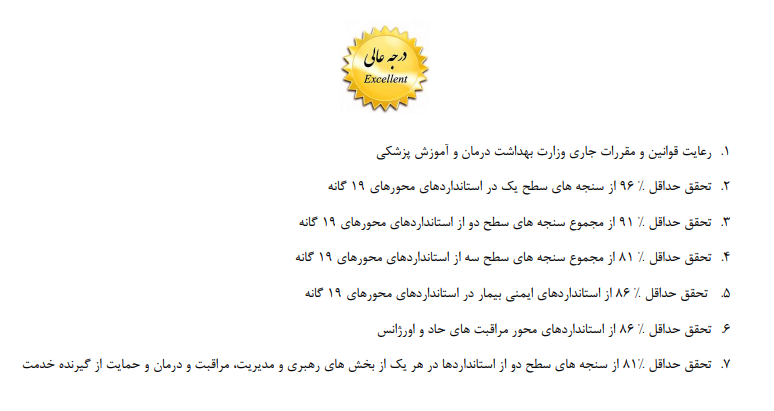 درجه عالی
Excellent
۱. رعایت قوانین و مقررات جاری وزارت بهداشت درمان و آموزش پزشکی
۲. تحقق حداقل ٪ ۹۶ از سنجه های سطح یک در استانداردهای محورهای ۱۹ گانه
۳. تحقق حداقل ٪ ۹۱ از مجموع سنجه های سطح دو از استانداردهای محورهای ۱۹ گانه
۴. تحقق حداقل ٪ ۸۱ از مجموع سنجه های سطح سه از استانداردهای محورهای ۱۹ گانه
۵. تحقق حداقل ٪ ۸۶ از استانداردهای ایمنی بیمار در استانداردهای محورهای ۱۹ گانه
۶. تحقق حداقل ٪ ۸۶ از استانداردهای محور مراقبت های حاد و اورژانس
۷. تحقق حداقل ٪۸۱ از سنجه های سطح دو از استانداردها در هر یک از بخش های رهبری و مدیریت، مراقبت و درمان و حمایت از گیرنده خدمت